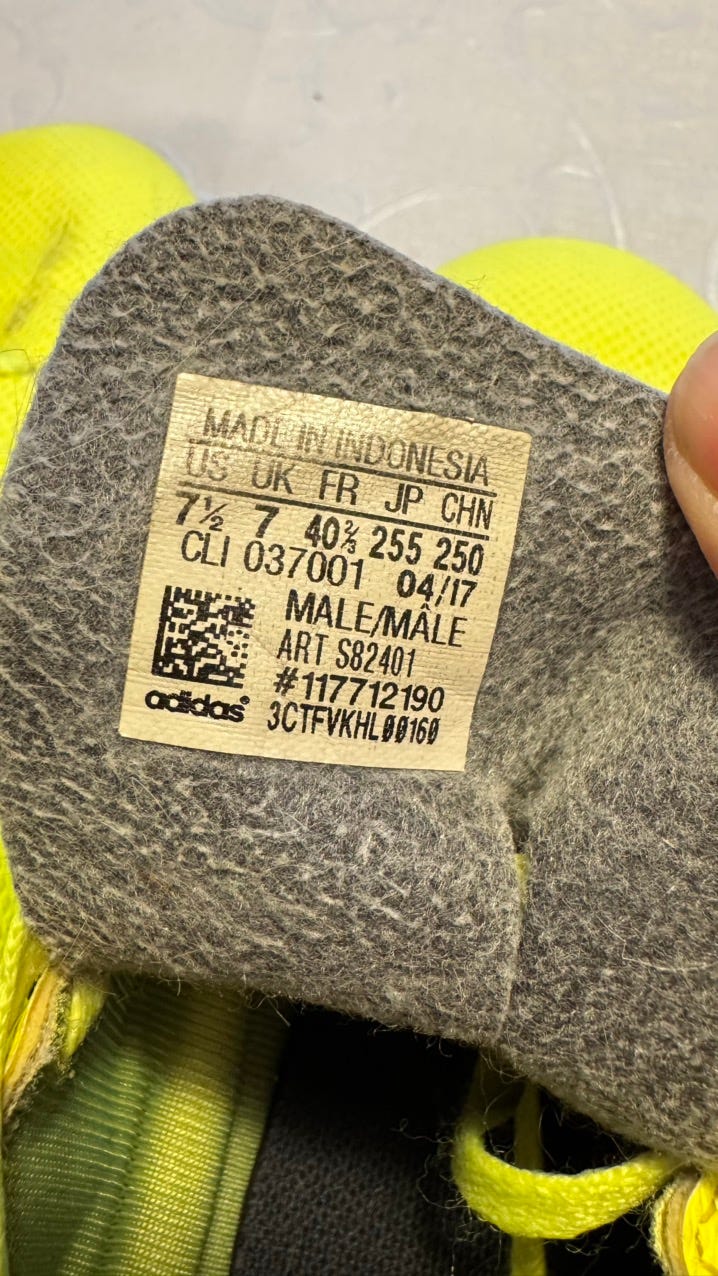 MADE IN INDONESIA
US UK FR JP CHN
7½ 7 40⅔ 255 250
CLI 037001 04/17
MALE/MÂLE
ART S82401
#117712190
adidas® 3CTFVKHL00160